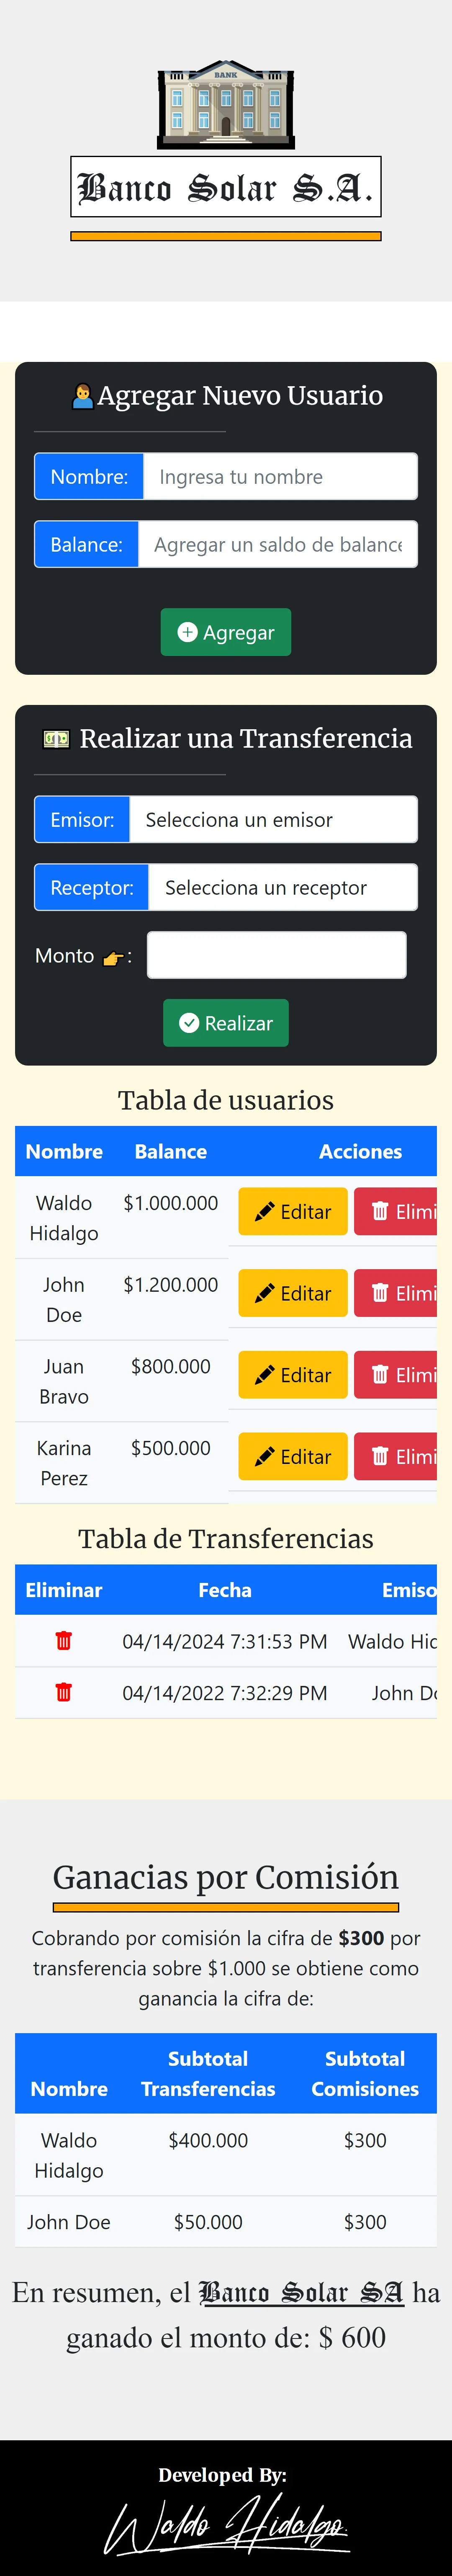 BANK
Banco Solar S.A.
Agregar Nuevo Usuario
Nombre: Ingresa tu nombre
Balance: Agregar un saldo de balance
Agregar
Realizar una Transferencia
Emisor: Selecciona un emisor
Receptor: Selecciona un receptor
Monto 👉:
Realizar
Tabla de usuarios
Nombre Balance Acciones
Waldo $1.000.000 Editar Elimi
Hidalgo
John $1.200.000 Editar Elimi
Doe
Juan $800.000 Editar Elimi
Bravo
Karina $500.000 Editar Elimi
Perez
Tabla de Transferencias
Eliminar Fecha Emiso
04/14/2024 7:31:53 PM Waldo Hid
04/14/2022 7:32:29 PM John Do
Ganacias por Comisión
Cobrando por comisión la cifra de $300 por
transferencia sobre $1.000 se obtiene como
ganancia la cifra de:
Subtotal Subtotal
Nombre Transferencias Comisiones
Waldo $400.000 $300
Hidalgo
John Doe $50.000 $300
En resumen, el Banco Solar SA ha
ganado el monto de: $ 600
Developed By:
Waldo Hidalgo.